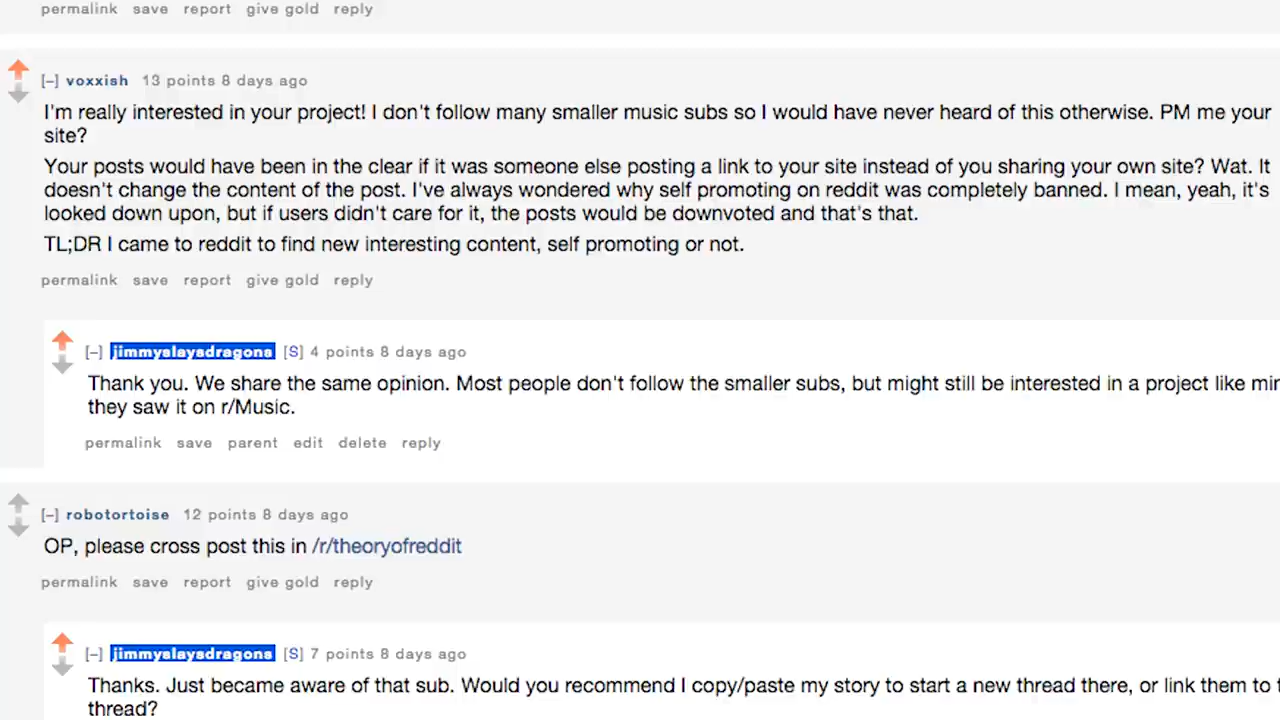 permalink save report give gold reply
[–] voxxish 13 points 8 days ago
I'm really interested in your project! I don't follow many smaller music subs so I would have never heard of this otherwise. PM me your
site?
Your posts would have been in the clear if it was someone else posting a link to your site instead of you sharing your own site? Wat. It
doesn't change the content of the post. I've always wondered why self promoting on reddit was completely banned. I mean, yeah, it's
looked down upon, but if users didn't care for it, the posts would be downvoted and that's that.
TL;DR I came to reddit to find new interesting content, self promoting or not.
permalink save report give gold reply
[–] jimmyslaysdragons [S] 4 points 8 days ago
Thank you. We share the same opinion. Most people don't follow the smaller subs, but might still be interested in a project like
they saw it on r/Music.
permalink save parent edit delete reply
[–] robotortoise 12 points 8 days ago
OP, please cross post this in /r/theoryofreddit
permalink save report give gold reply
[–] jimmyslaysdragons [S] 7 points 8 days ago
Thanks. Just became aware of that sub. Would you recommend I copy/paste my story to start a new thread there, or link them to
thread?